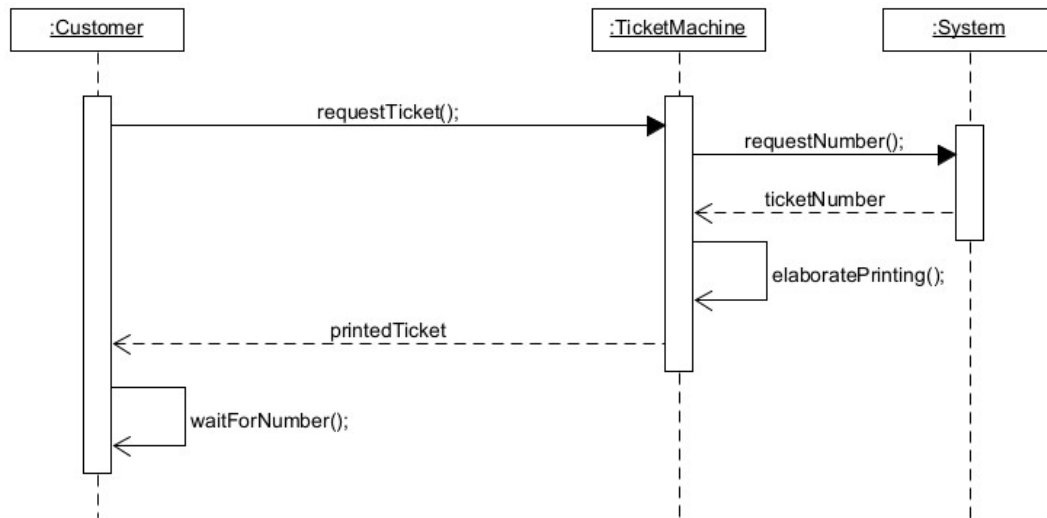 :Customer
:TicketMachine
:System
requestTicket();
requestNumber();
ticketNumber
elaboratePrinting();
printedTicket
waitForNumber();